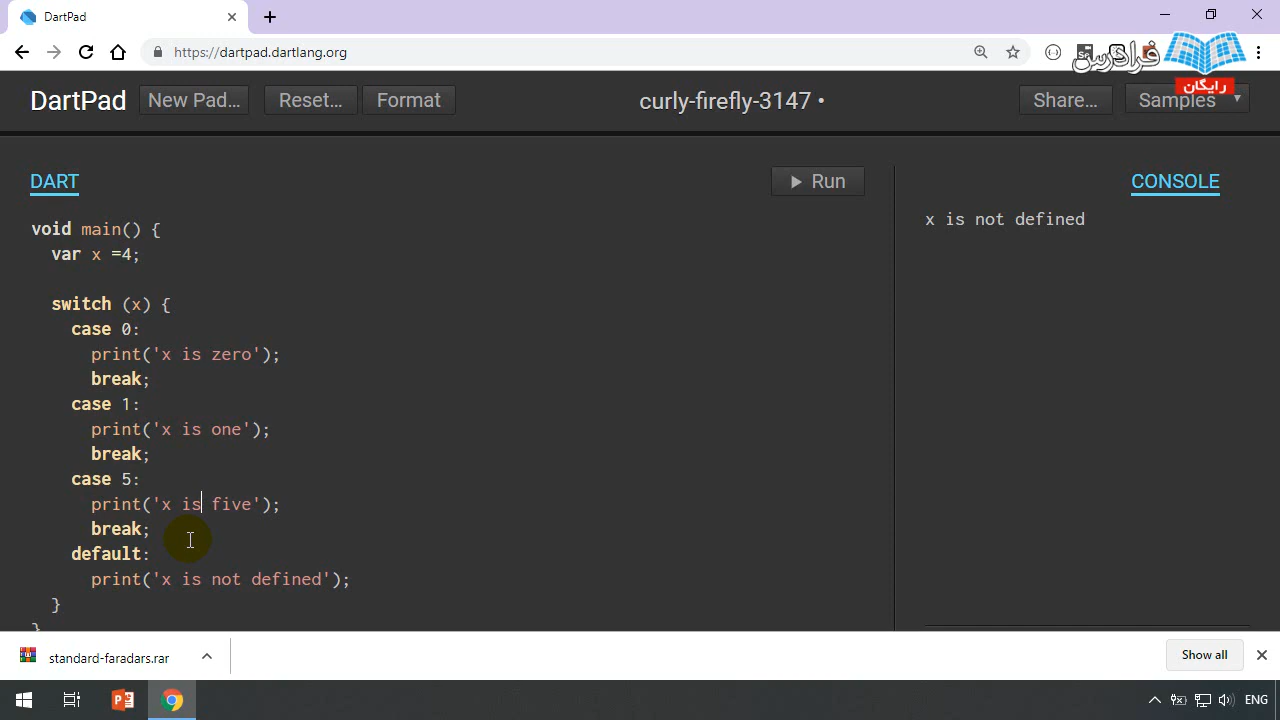 DartPad
https://dartpad.dartlang.org
فرادرس
رایگان
DartPad
New Pad...
Reset...
Format
curly-firefly-3147 •
Share...
Samples
DART
Run
CONSOLE
x is not defined
void main() {
var x =4;
switch (x) {
case 0:
print('x is zero');
break;
case 1:
print('x is one');
break;
case 5:
print('x is five');
break;
default:
print('x is not defined');
}
}
standard-faradars.rar
Show all
ENG